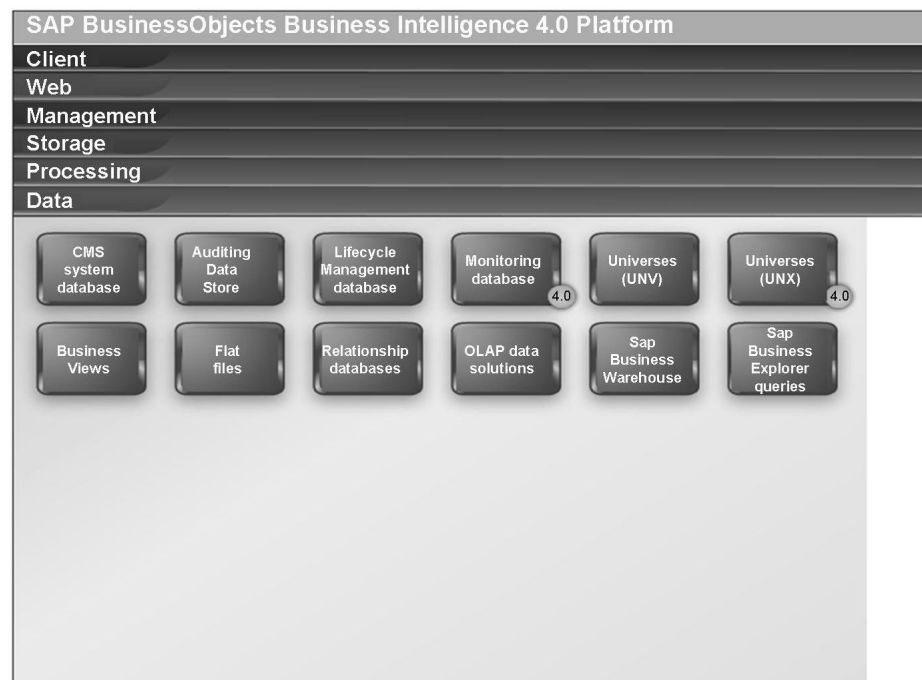 SAP BusinessObjects Business Intelligence 4.0 Platform
Client
Web
Management
Storage
Processing
Data
CMS
system
database
Auditing
Data
Store
Lifecycle
Management
database
Monitoring
database
4.0
Universes
(UNV)
Universes
(UNX)
4.0
Business
Views
Flat
files
Relationship
databases
OLAP data
solutions
Sap
Business
Warehouse
Sap
Business
Explorer
queries